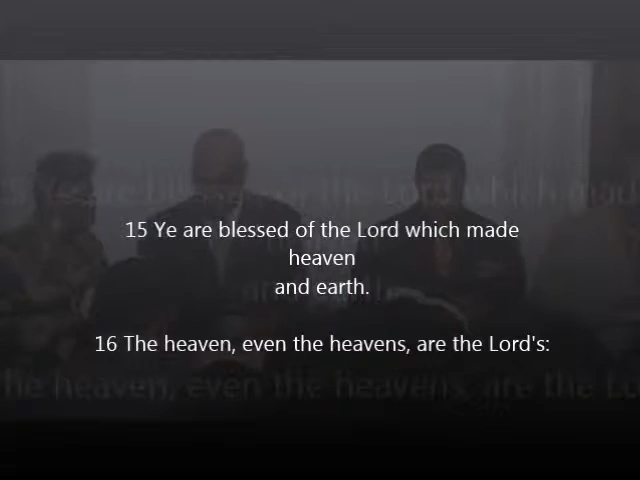 15 Ye are blessed of the Lord which made
heaven
and earth.
16 The heaven, even the heavens, are the Lord's: